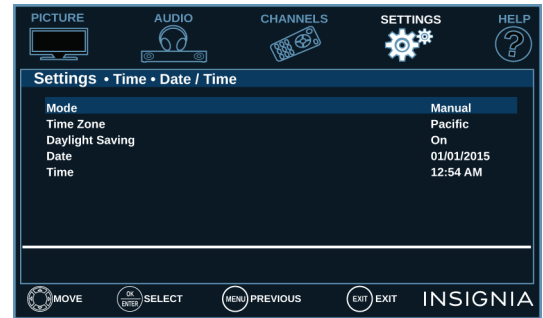 PICTURE AUDIO CHANNELS SETTINGS HELP
Settings • Time • Date / Time
Mode Manual
Time Zone Pacific
Daylight Saving On
Date 01/01/2015
Time 12:54 AM
MOVE OK ENTER SELECT MENU PREVIOUS EXIT EXIT INSIGNIA